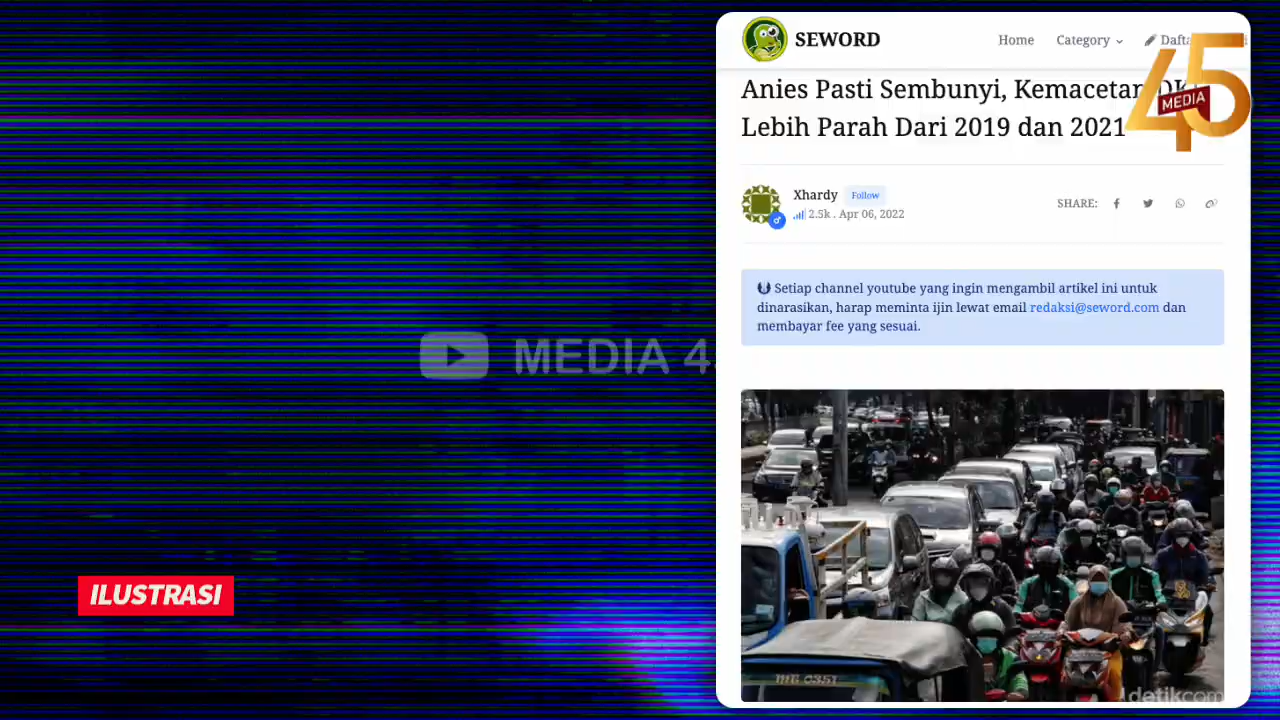 SEWORD
Home
Category
MEDIA
45
Anies Pasti Sembunyi, Kemacetan DKI
Lebih Parah Dari 2019 dan 2021
Xhardy
Follow
2.5k . Apr 06, 2022
SHARE:
Setiap channel youtube yang ingin mengambil artikel ini untuk
dinarasikan, harap meminta ijin lewat email redaksi@seword.com dan
membayar fee yang sesuai.
MEDIA 4
ILUSTRASI
detikcom